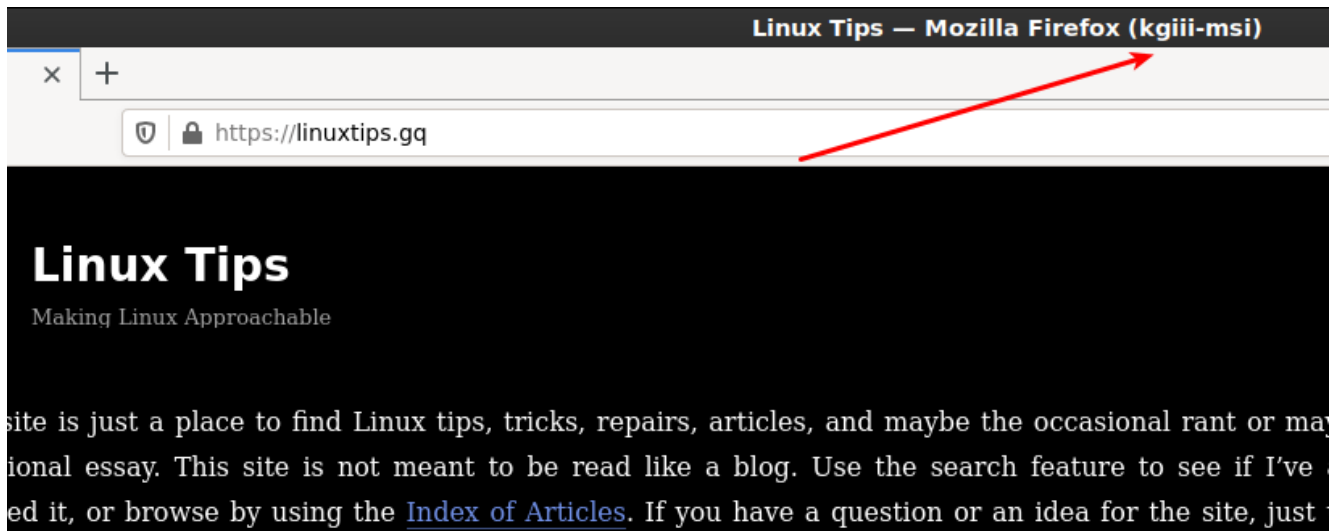 Linux Tips — Mozilla Firefox (kgiii-msi)
https://linuxtips.gq
Linux Tips
Making Linux Approachable
site is just a place to find Linux tips, tricks, repairs, articles, and maybe the occasional rant or
ional essay. This site is not meant to be read like a blog. Use the search feature to see if I’ve
ed it, or browse by using the Index of Articles. If you have a question or an idea for the site, just